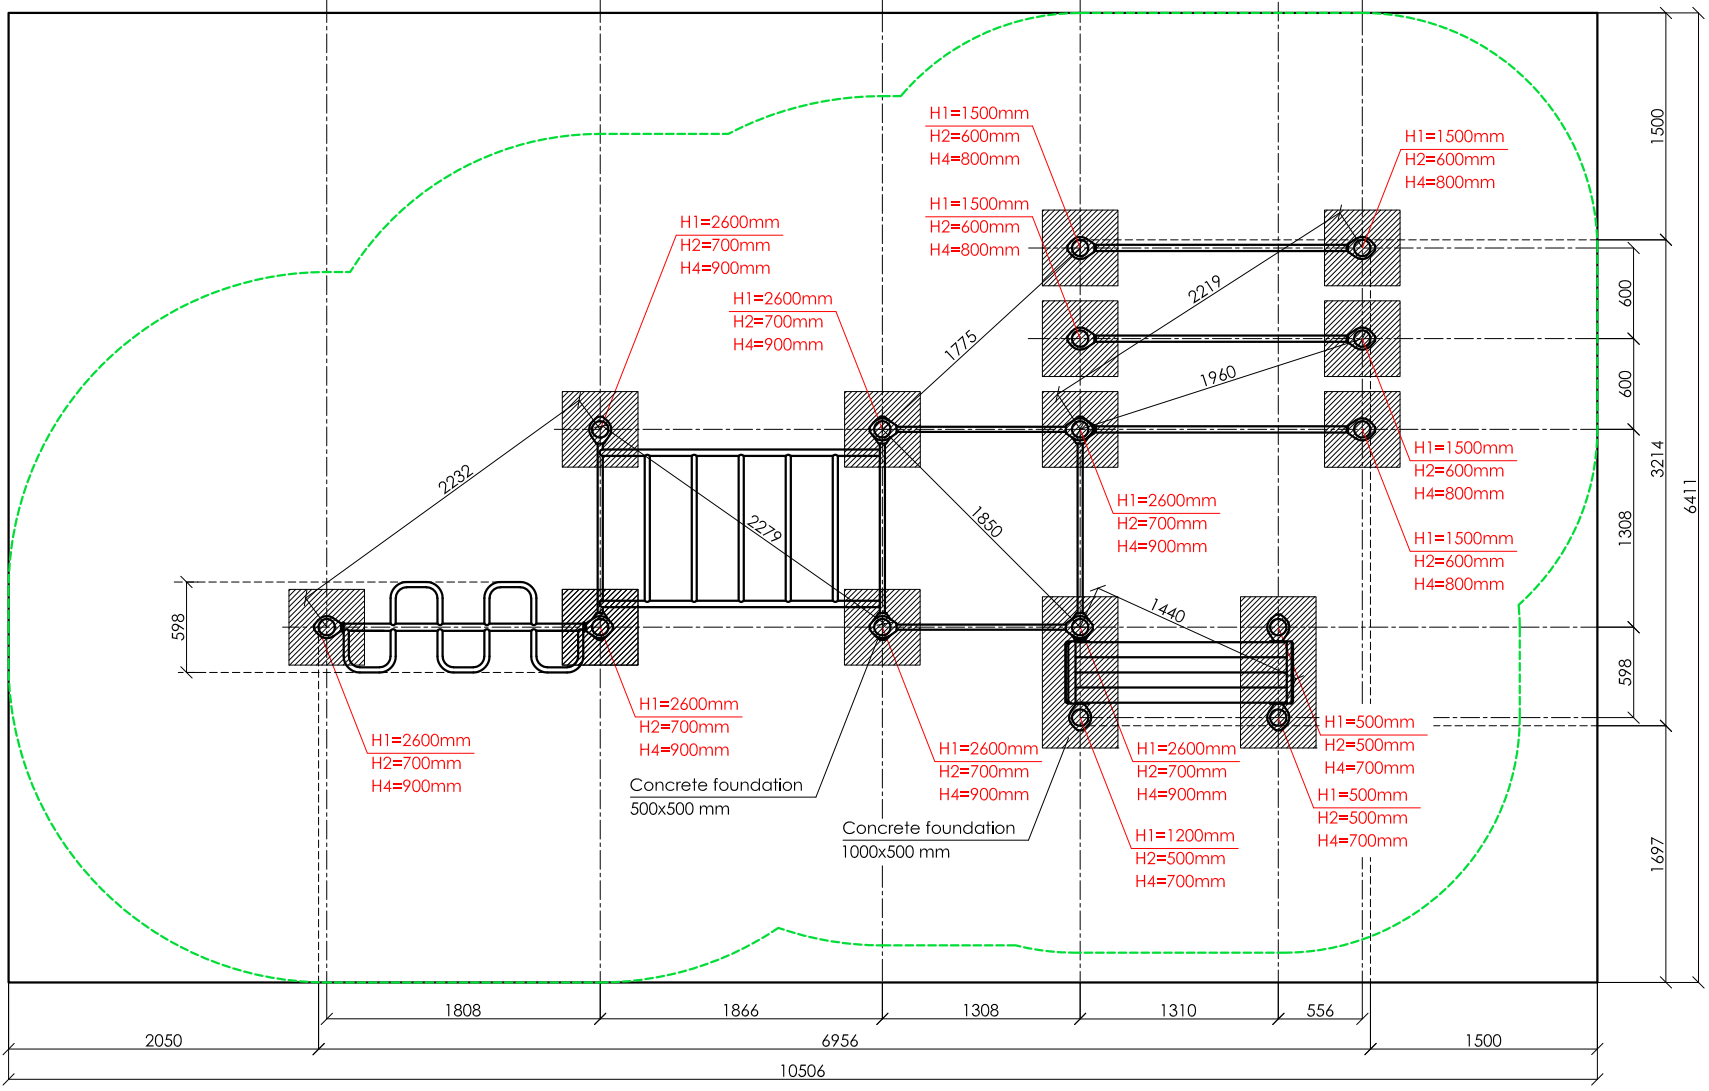 H1=1500mm
H2=600mm
H4=800mm
H1=1500mm
H2=600mm
H4=800mm
H1=1500mm
H2=600mm
H4=800mm
H1=2600mm
H2=700mm
H4=900mm
H1=2600mm
H2=700mm
H4=900mm
1500
600
600
1308
598
3214
6411
1697
2219
1775
1960
2232
2279
1850
1440
598
H1=1500mm
H2=600mm
H4=800mm
H1=2600mm
H2=700mm
H4=900mm
H1=1500mm
H2=600mm
H4=800mm
H1=2600mm
H2=700mm
H4=900mm
H1=2600mm
H2=700mm
H4=900mm
H1=2600mm
H2=700mm
H4=900mm
H1=2600mm
H2=700mm
H4=900mm
H1=500mm
H2=500mm
H4=700mm
H1=500mm
H2=500mm
H4=700mm
Concrete foundation
500x500 mm
Concrete foundation
1000x500 mm
H1=1200mm
H2=500mm
H4=700mm
1808
1866
1308
1310
556
2050
6956
1500
10506